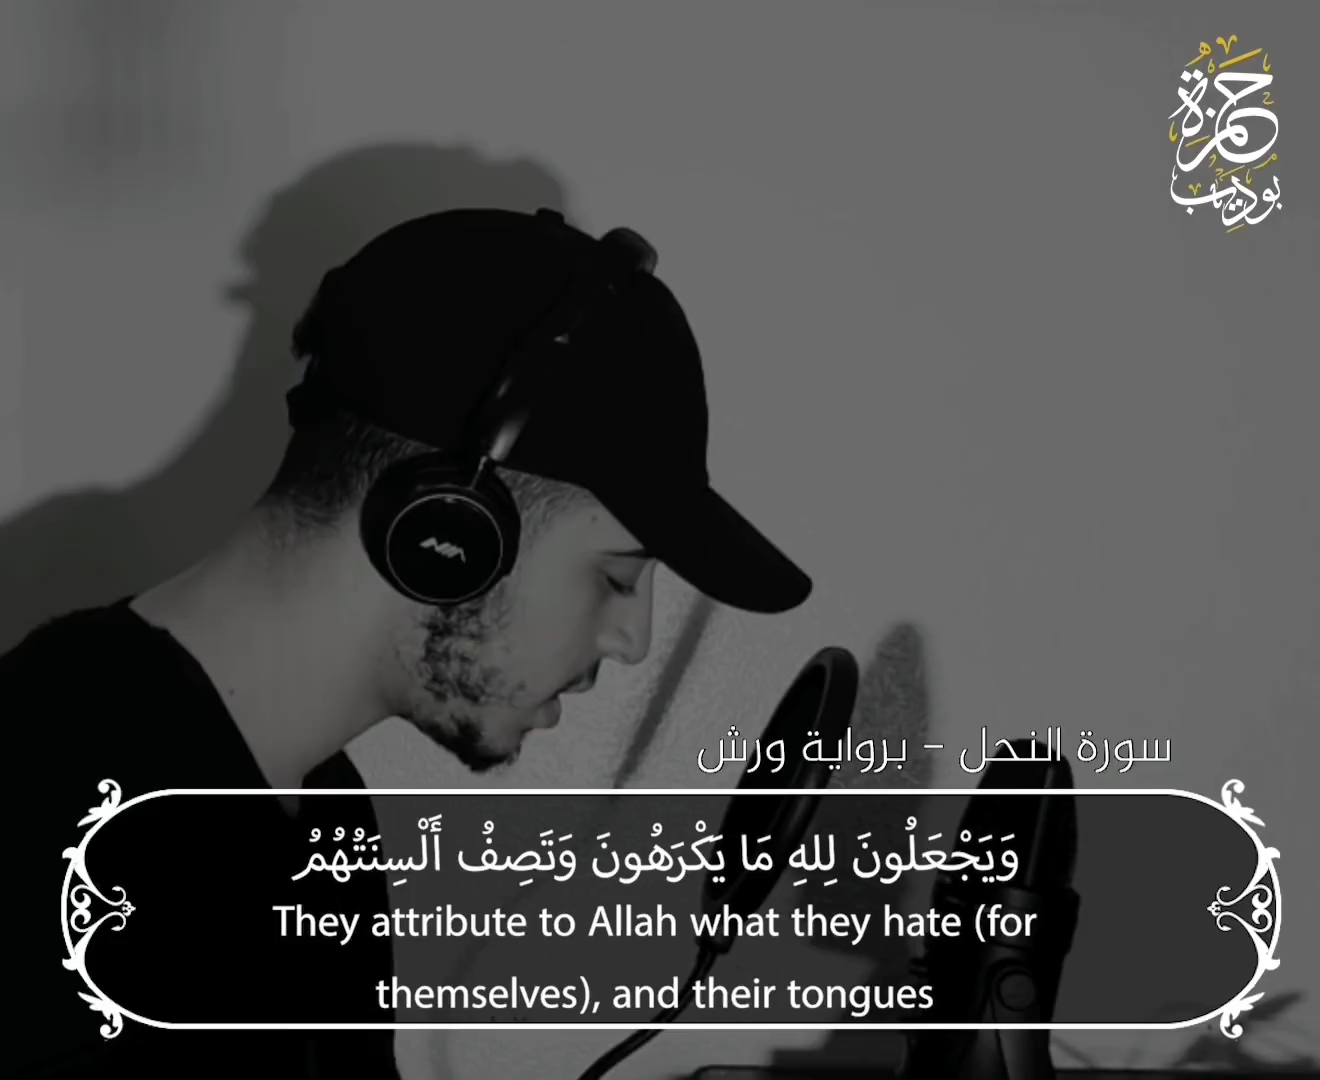 حمزة
بوديب
سورة النحل - برواية ورش
وَيَجْعَلُونَ لِلهِ مَا يَكْرَهُونَ وَتَصِفُ أَلْسِنَتُهُمُ
They attribute to Allah what they hate (for
themselves), and their tongues